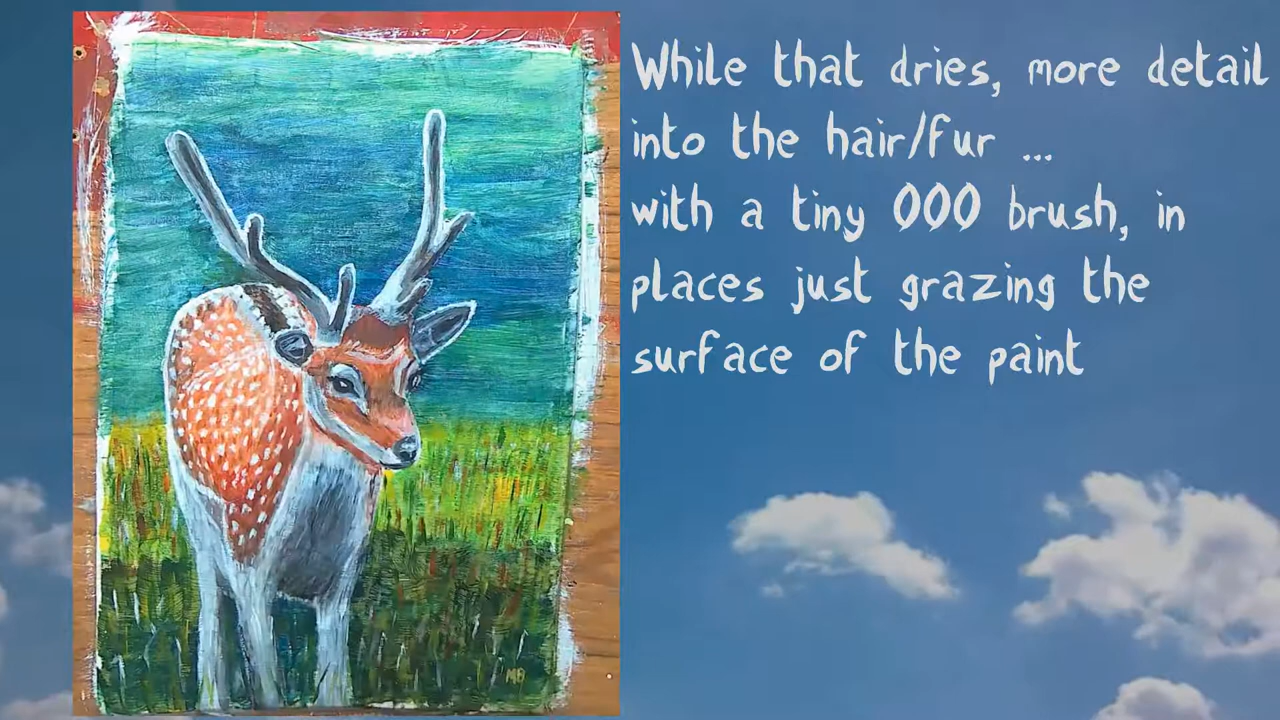 While that dries, more detail
into the hair/fur ...
with a tiny 000 brush, in
places just grazing the
surface of the paint
MB